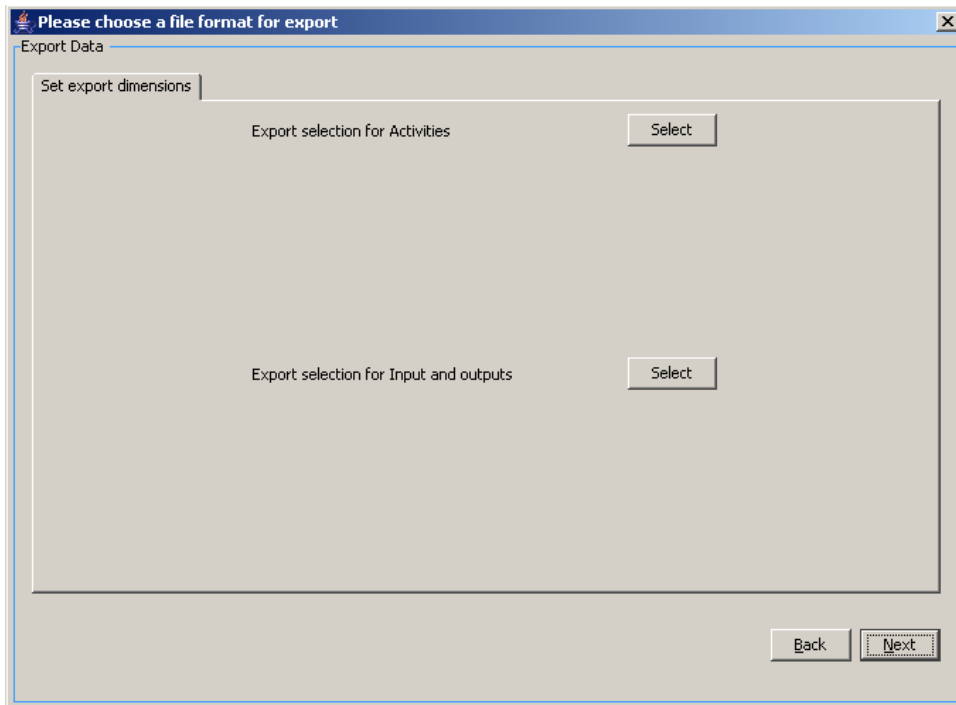 Please choose a file format for export
Export Data
Set export dimensions
Export selection for Activities Select
Export selection for Input and outputs Select
Back Next